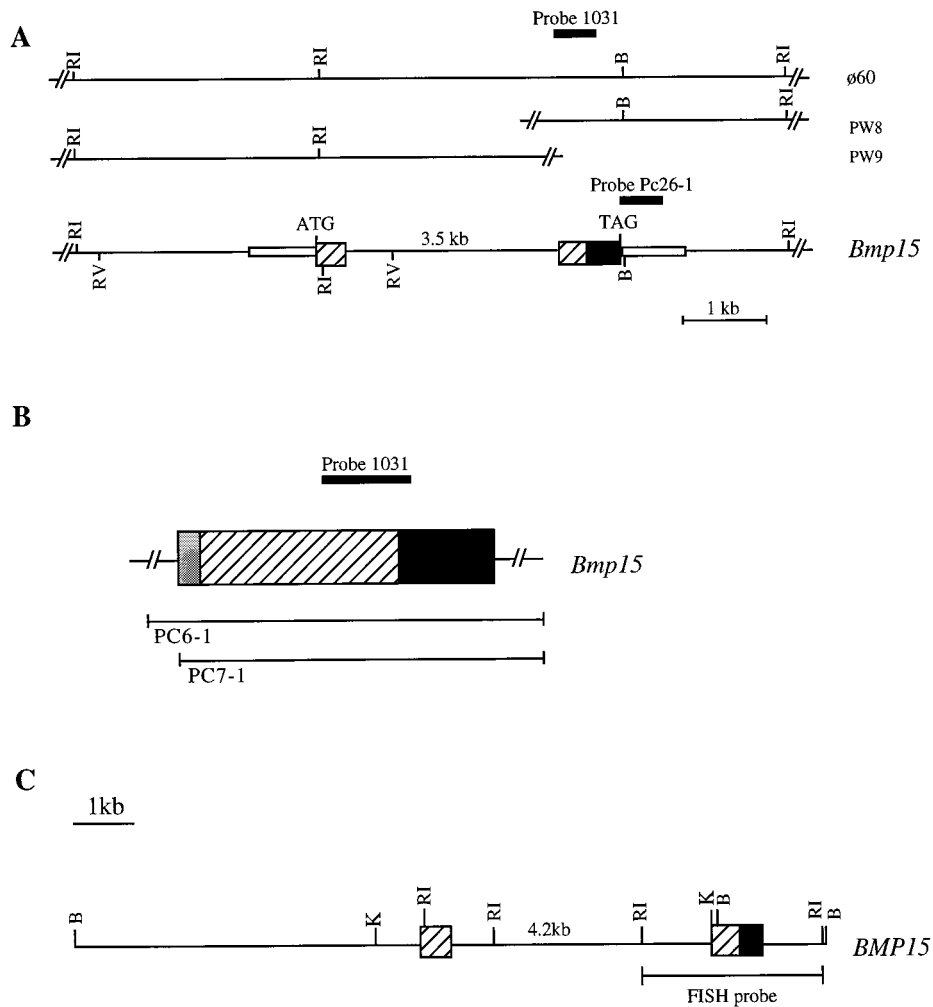 A
Probe 1031
RI
RI
B
RI
ø60
B
RI
PW8
RI
RI
PW9
Probe Pc26-1
ATG
TAG
RI
3.5 kb
RI
Bmp15
RV
RI
RV
B
1 kb
B
Probe 1031
Bmp15
PC6-1
PC7-1
C
1kb
B
K
RI
RI
4.2kb
RI
K
B
RI
B
BMP15
FISH probe